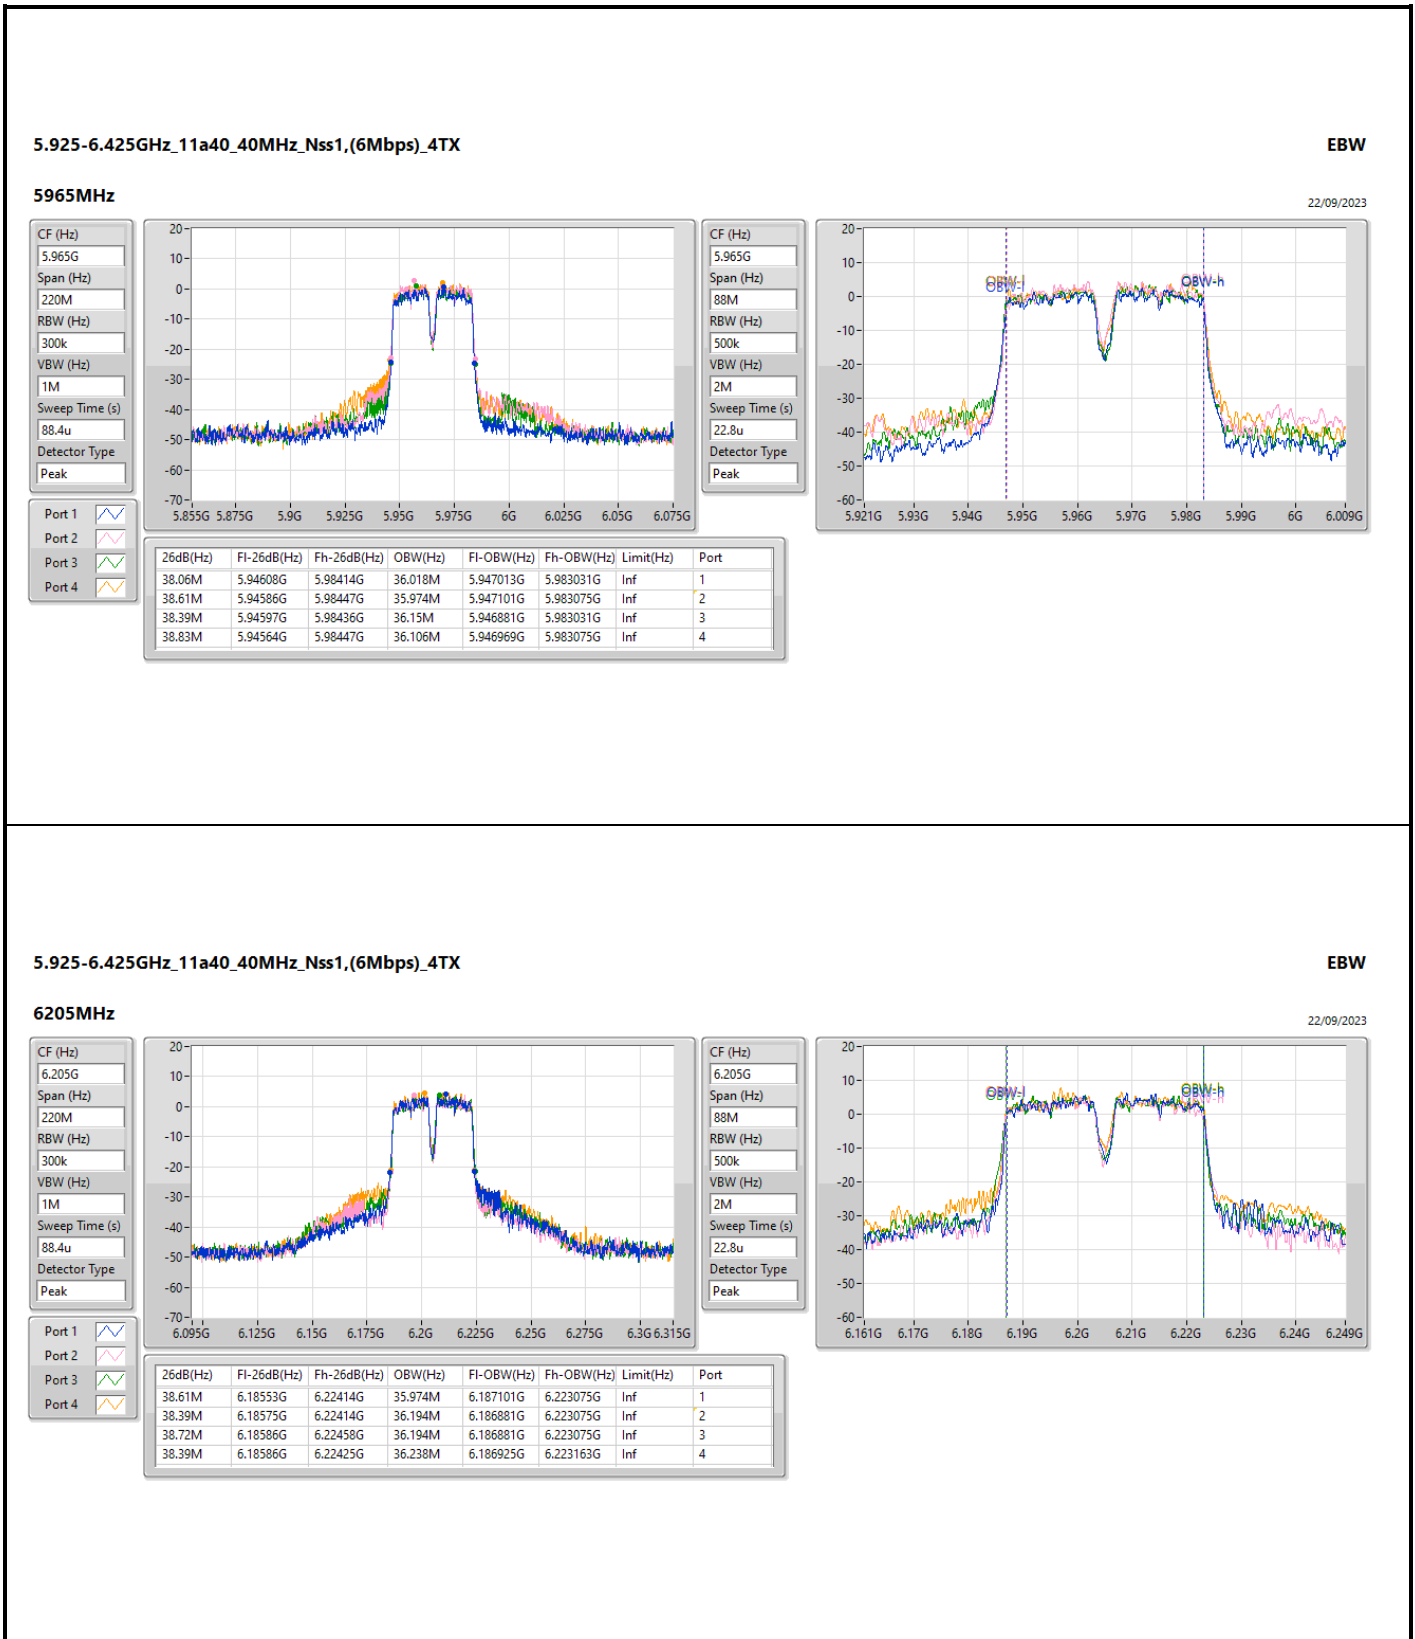 5.925-6.425GHz_11a40_40MHz_Nss1,(6Mbps)_4TX EBW
5965MHz 22/09/2023
CF (Hz)
5.965G
Span (Hz)
220M
RBW (Hz)
300k
VBW (Hz)
1M
Sweep Time (s)
88.4u
Detector Type
Peak
Port 1
Port 2
Port 3
Port 4
20
10
0
-10
-20
-30
-40
-50
-60
-70
5.855G 5.875G 5.9G 5.925G 5.95G 5.975G 6G 6.025G 6.05G 6.075G
CF (Hz)
5.965G
Span (Hz)
88M
RBW (Hz)
500k
VBW (Hz)
2M
Sweep Time (s)
22.8u
Detector Type
Peak
20
10
0
-10
-20
-30
-40
-50
-60
OBW-l OBW-h
5.921G 5.93G 5.94G 5.95G 5.96G 5.97G 5.98G 5.99G 6G 6.009G
26dB(Hz) Fl-26dB(Hz) Fh-26dB(Hz) OBW(Hz) Fl-OBW(Hz) Fh-OBW(Hz) Limit(Hz) Port
38.06M 5.94608G 5.98414G 36.018M 5.947013G 5.983031G Inf 1
38.61M 5.94586G 5.98447G 35.974M 5.947101G 5.983075G Inf 2
38.39M 5.94597G 5.98436G 36.15M 5.946881G 5.983031G Inf 3
38.83M 5.94564G 5.98447G 36.106M 5.946969G 5.983075G Inf 4
5.925-6.425GHz_11a40_40MHz_Nss1,(6Mbps)_4TX EBW
6205MHz 22/09/2023
CF (Hz)
6.205G
Span (Hz)
220M
RBW (Hz)
300k
VBW (Hz)
1M
Sweep Time (s)
88.4u
Detector Type
Peak
Port 1
Port 2
Port 3
Port 4
20
10
0
-10
-20
-30
-40
-50
-60
-70
6.095G 6.125G 6.15G 6.175G 6.2G 6.225G 6.25G 6.275G 6.3G 6.315G
CF (Hz)
6.205G
Span (Hz)
88M
RBW (Hz)
500k
VBW (Hz)
2M
Sweep Time (s)
22.8u
Detector Type
Peak
20
10
0
-10
-20
-30
-40
-50
-60
OBW-l OBW-h
6.161G 6.17G 6.18G 6.19G 6.2G 6.21G 6.22G 6.23G 6.24G 6.249G
26dB(Hz) Fl-26dB(Hz) Fh-26dB(Hz) OBW(Hz) Fl-OBW(Hz) Fh-OBW(Hz) Limit(Hz) Port
38.61M 6.18553G 6.22414G 35.974M 6.187101G 6.223075G Inf 1
38.39M 6.18575G 6.22414G 36.194M 6.186881G 6.223075G Inf 2
38.72M 6.18586G 6.22458G 36.194M 6.186881G 6.223075G Inf 3
38.39M 6.18586G 6.22425G 36.238M 6.186925G 6.223163G Inf 4